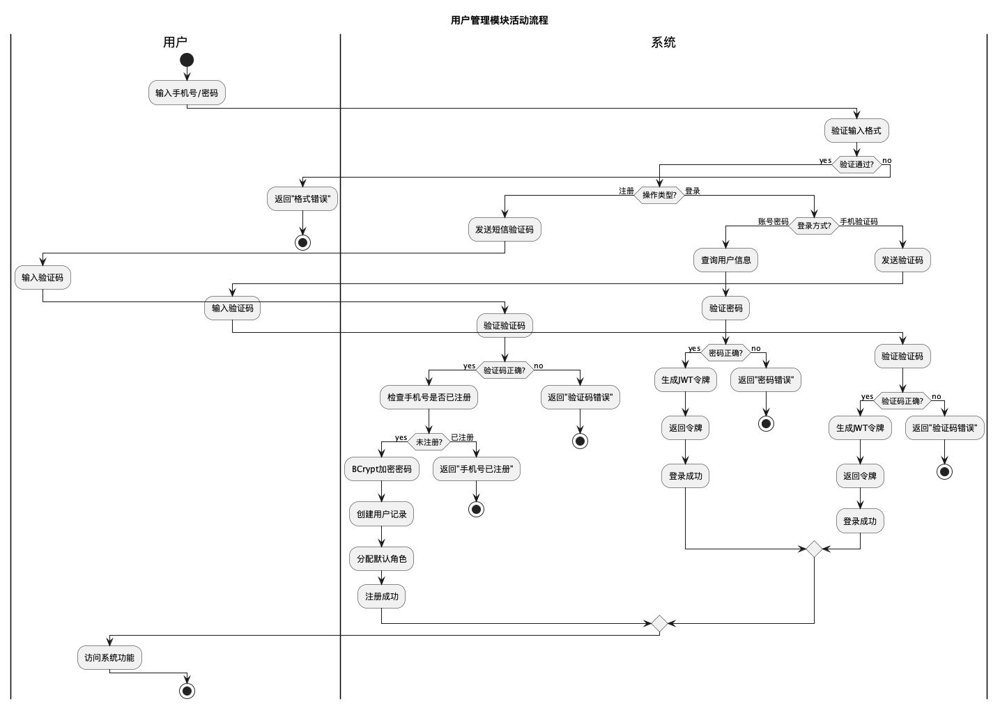 用户管理模块活动流程
用户
系统
输入手机号/密码
验证输入格式
yes
验证通过?
no
返回"格式错误"
注册
操作类型?
登录
发送短信验证码
账号密码
登录方式?
手机验证码
查询用户信息
发送验证码
输入验证码
输入验证码
验证密码
验证验证码
yes
密码正确?
no
验证验证码
yes
验证码正确?
no
生成JWT令牌
返回"密码错误"
检查手机号是否已注册
返回"验证码错误"
yes
验证码正确?
no
返回令牌
生成JWT令牌
返回"验证码错误"
yes
未注册?
已注册
BCrypt加密密码
返回"手机号已注册"
登录成功
返回令牌
创建用户记录
登录成功
分配默认角色
注册成功
访问系统功能